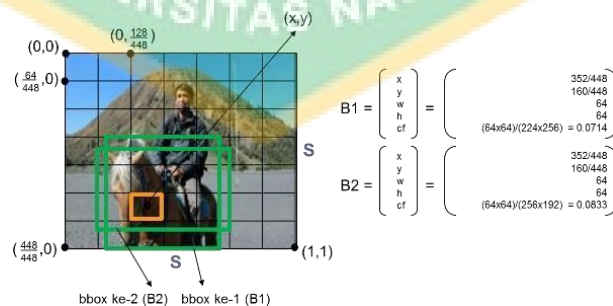 RSITAS NA
(x,y)
(0, 128/448)
(0,0)
(64/448,0)
S
(448/448,0)
(1,1)
S
bbox ke-2 (B2) bbox ke-1 (B1)
B1 = ( x y w h cf ) = ( 352/448
160/448
64
64
(64x64)/(224x256) = 0.0714
B2 = ( x y w h cf ) = ( 352/448
160/448
64
64
(64x64)/(256x192) = 0.0833